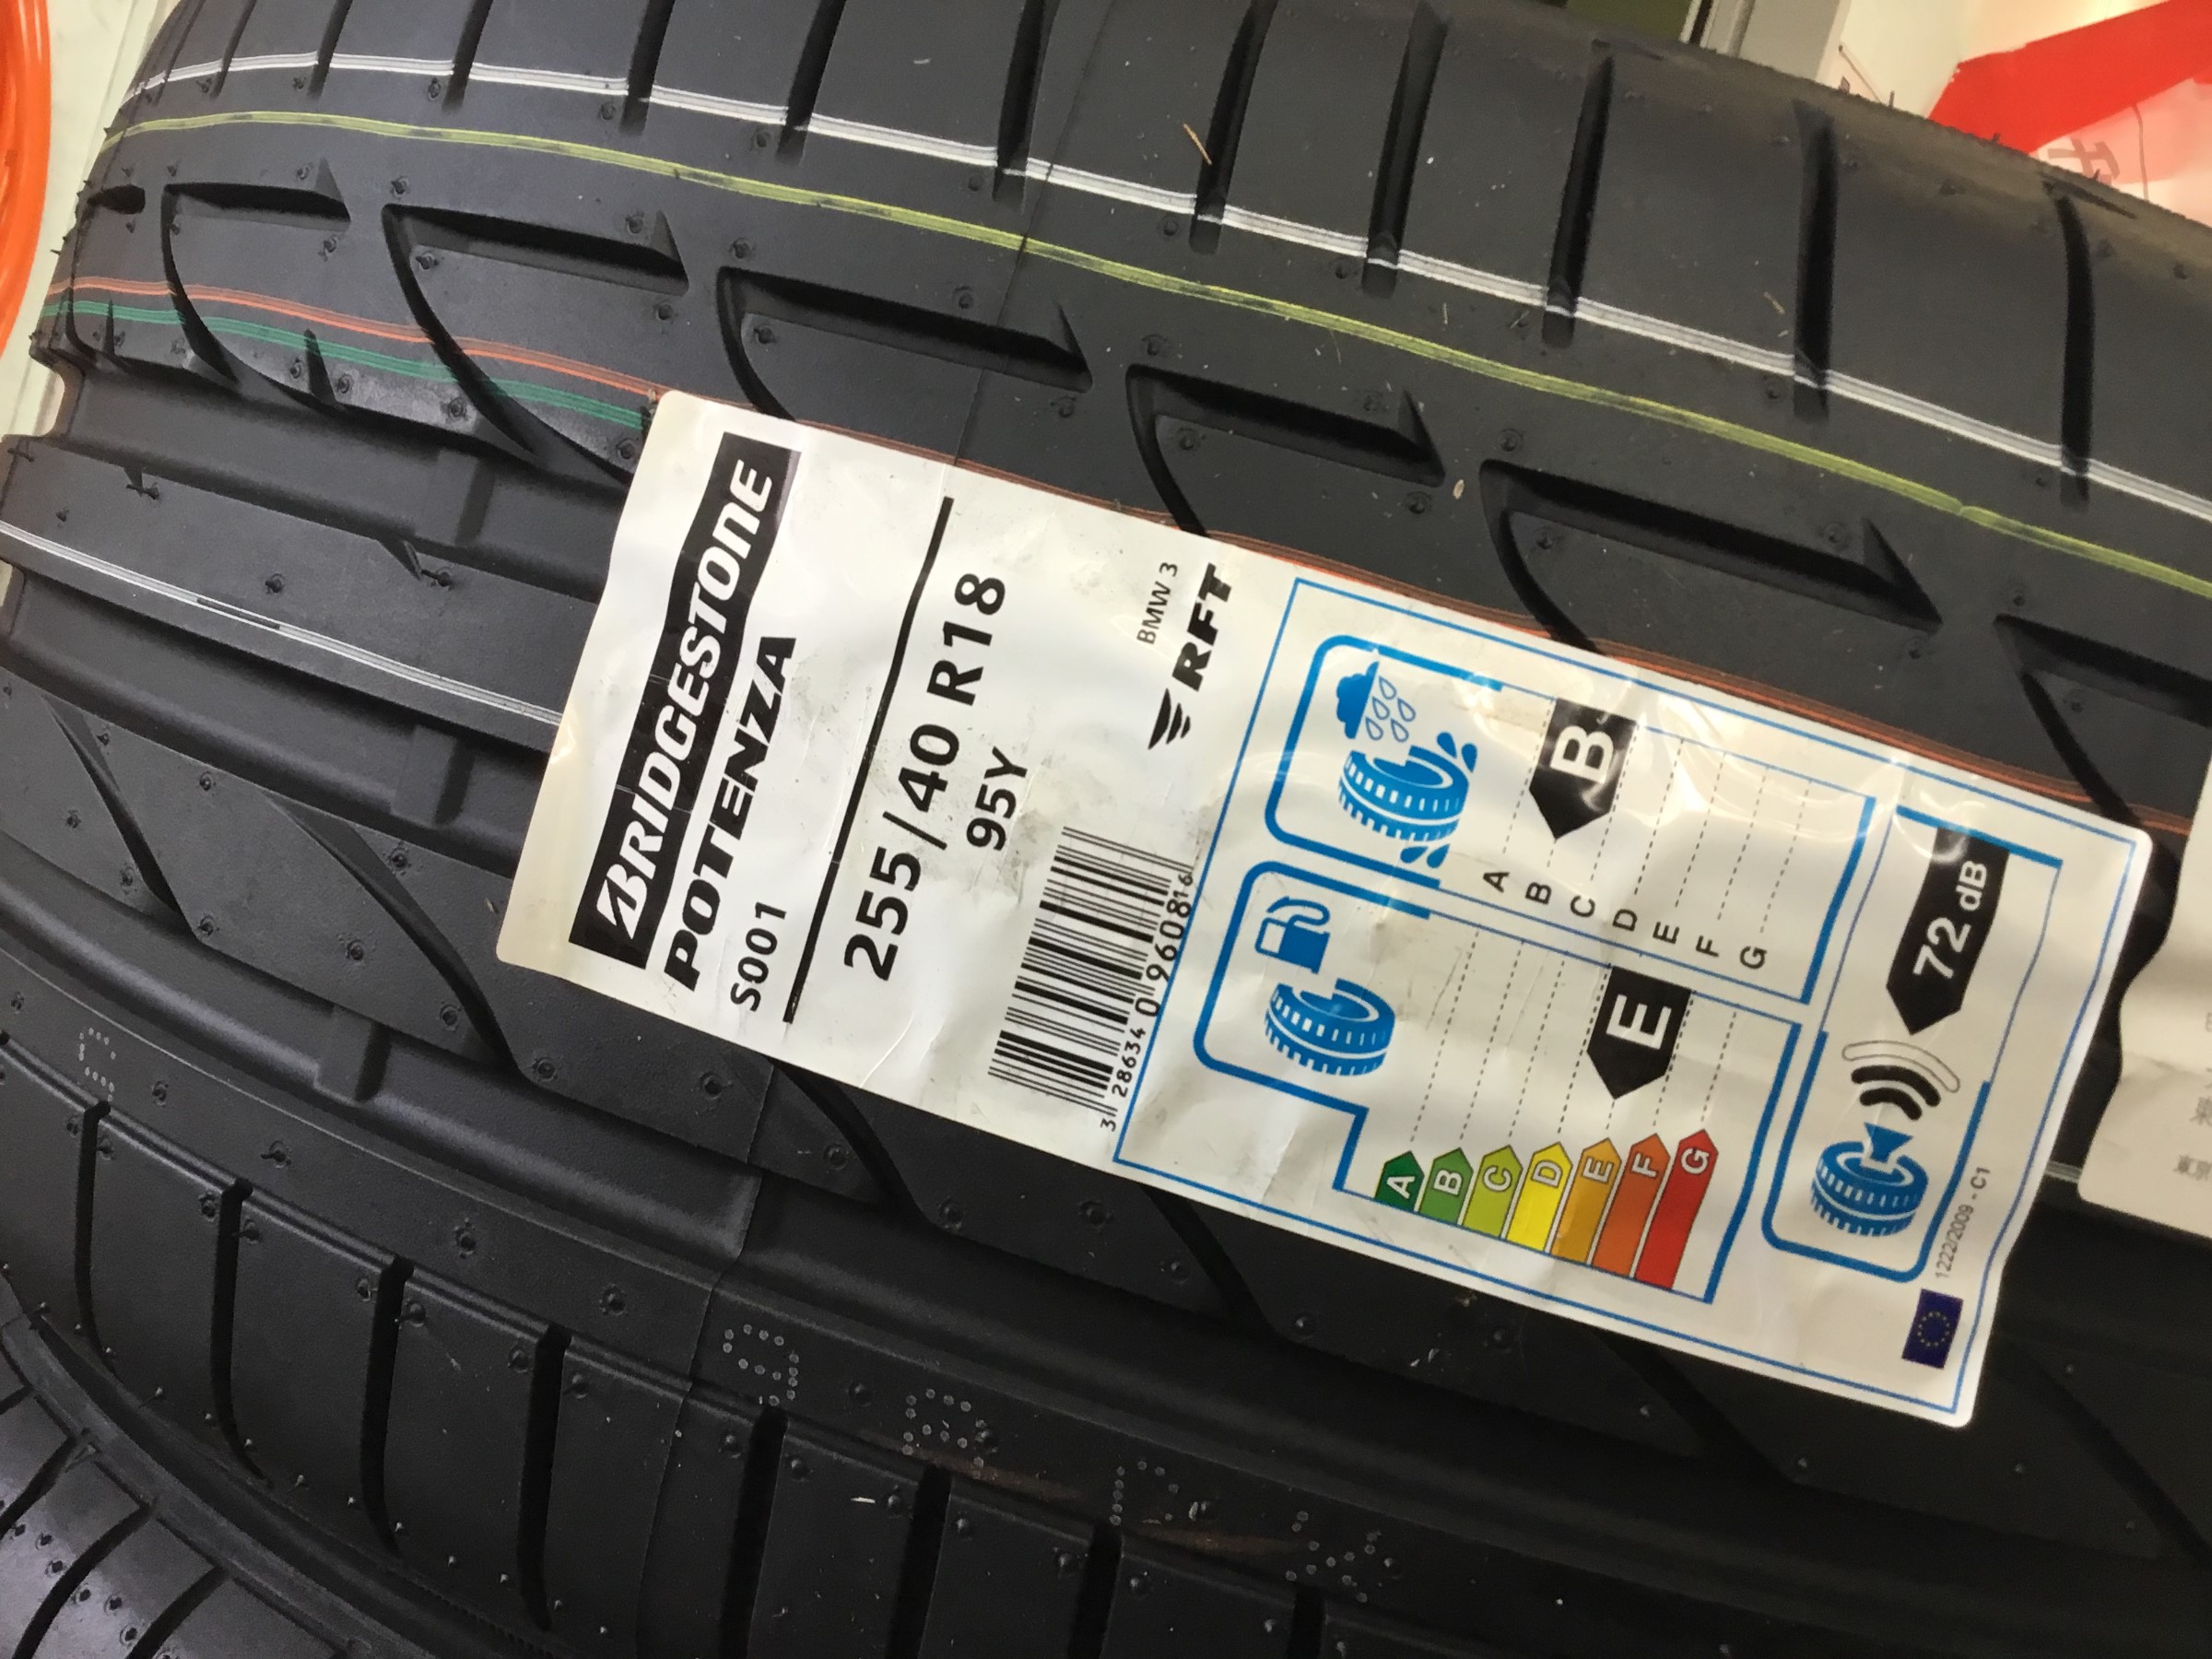 BRIDGESTONE
POTENZA
S001
255/40 R18
95Y
BMW 3
RFT
3 286340 960816
A
B
C
D
E
F
G
E
A
B
C
D
E
F
G
B
72 dB
1222/2009 - C1